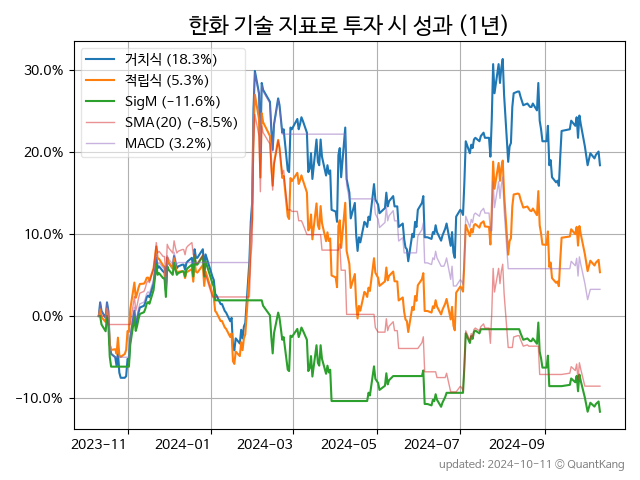 한화 기술 지표로 투자 시 성과 (1년)
거치식 (18.3%)
적립식 (5.3%)
SigM (−11.6%)
SMA(20) (−8.5%)
MACD (3.2%)
30.0%
20.0%
10.0%
0.0%
−10.0%
2023-11 2024-01 2024-03 2024-05 2024-07 2024-09
updated: 2024-10-11 ⓒ QuantKang